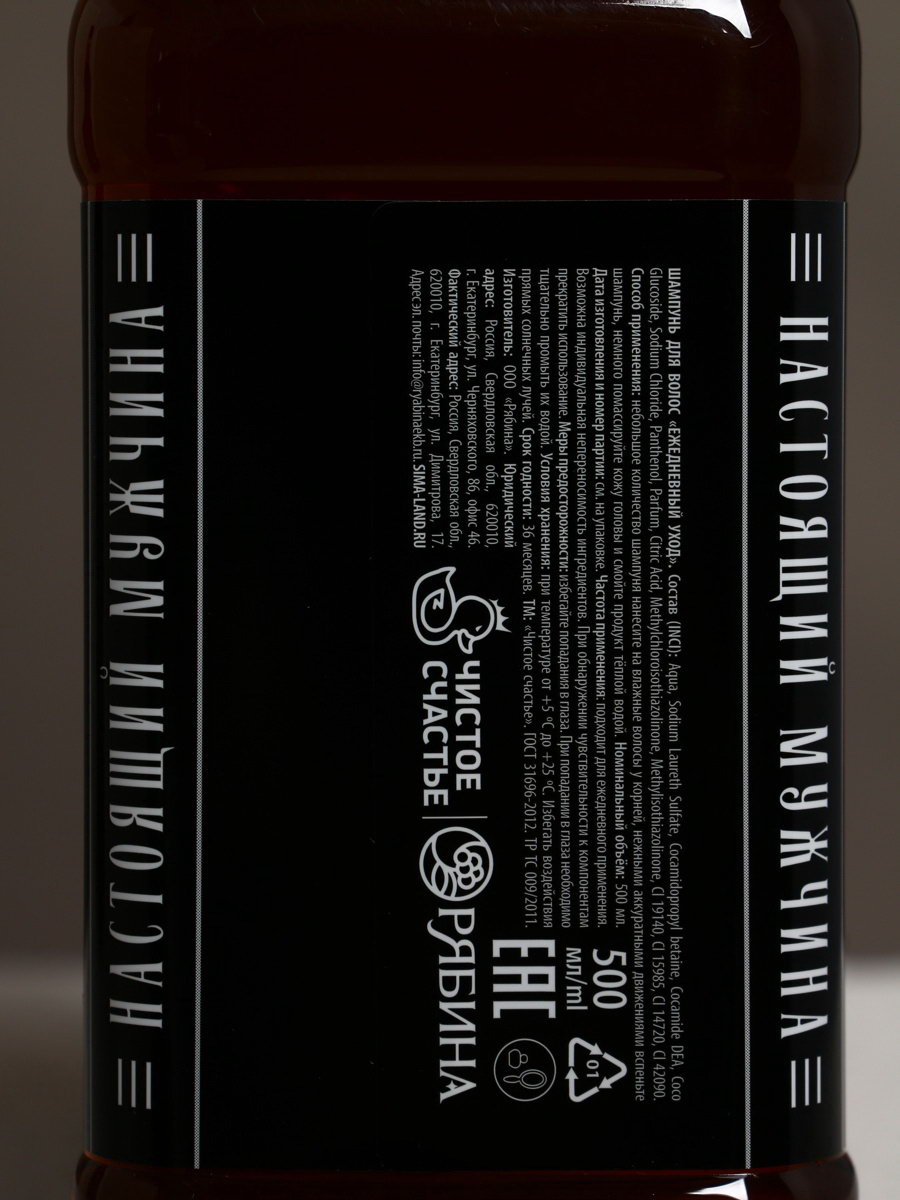 НАСТОЯЩИЙ МУЖЧИНА
ШАМПУНЬ ДЛЯ ВОЛОС «ЕЖЕДНЕВНЫЙ УХОД». Состав (INCI): Aqua, Sodium Laureth Sulfate, Cocamidopropyl betaine, Cocamide DEA, Coco
Glucoside, Sodium Chloride, Panthenol, Parfum, Citric Acid, Methylchloroisothiazolinone, Methylisothiazolinone, CI 19140, CI 15985, CI 14720, CI 42090.
Способ применения: небольшое количество шампуня нанесите на влажные волосы у корней, нежными аккуратными движениями вспеньте
шампунь, немного помассируйте кожу головы и смойте продукт тёплой водой. Номинальный объём: 500 мл.
Дата изготовления и номер партии: см. на упаковке. Частота применения: подходит для ежедневного применения.
Возможна индивидуальная непереносимость ингредиентов. При обнаружении чувствительности к компонентам
прекратить использование. Меры предосторожности: избегайте попадания в глаза. При попадании в глаза необходимо
тщательно промыть их водой. Условия хранения: при температуре от +5 °С до +25 °С. Избегать воздействия
прямых солнечных лучей. Срок годности: 36 месяцев. ТМ: «Чистое счастье». ГОСТ 31696-2012. ТР ТС 009/2011.
Изготовитель: ООО «Рябина». Юридический
адрес: Россия, Свердловская обл., 620010,
г. Екатеринбург, ул. Черняховского, 86, офис 46.
Фактический адрес: Россия, Свердловская обл.,
620010, г. Екатеринбург, ул. Димитрова, 17.
Адрес эл. почты: info@ryabinaekb.ru. SIMA-LAND.RU
500
мл/ml
01
EAC
ЧИСТОЕ
СЧАСТЬЕ
РЯБИНА
НАСТОЯЩИЙ МУЖЧИНА